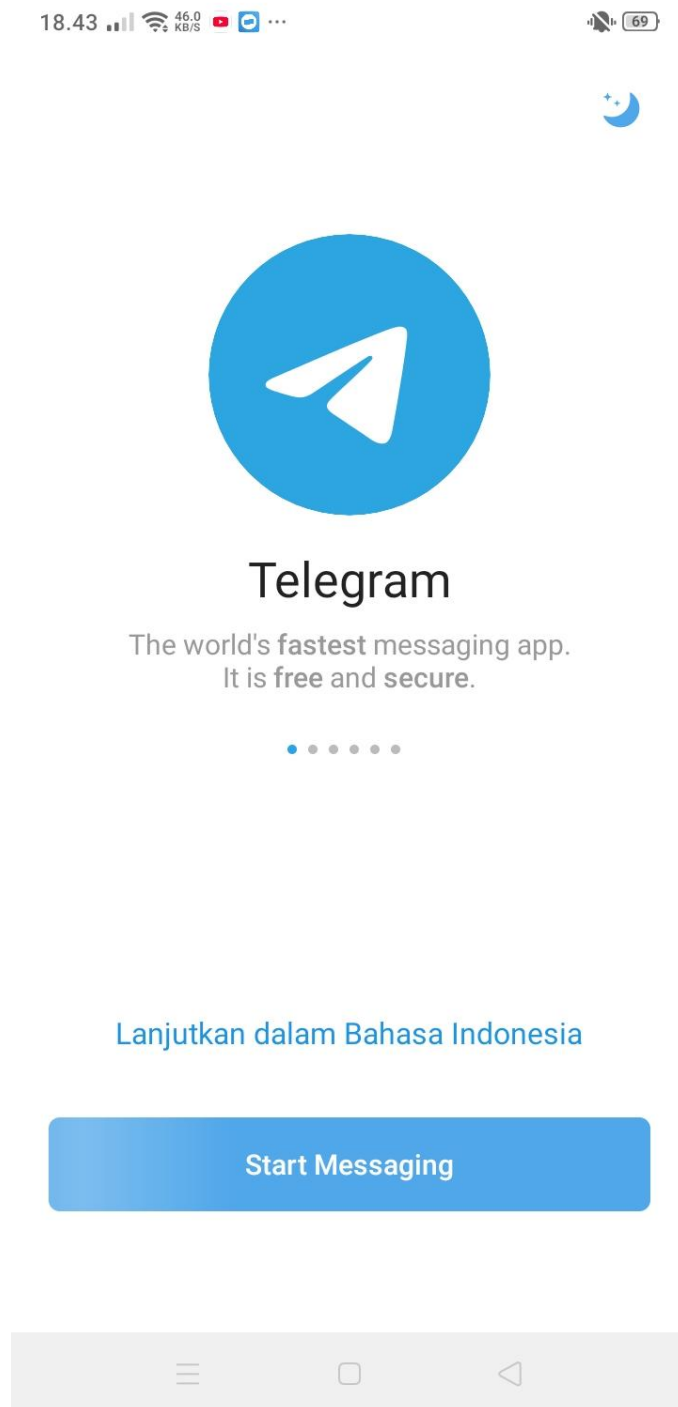 18.43 46.0 KB/S 69
Telegram
The world's fastest messaging app.
It is free and secure.
Lanjutkan dalam Bahasa Indonesia
Start Messaging